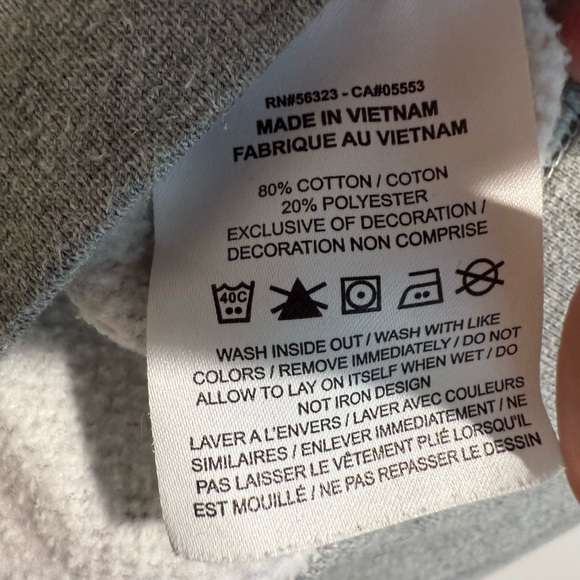 RN#56323 - CA#05553
MADE IN VIETNAM
FABRIQUE AU VIETNAM
80% COTTON / COTON
20% POLYESTER
EXCLUSIVE OF DECORATION /
DECORATION NON COMPRISE
40C
WASH INSIDE OUT / WASH WITH LIKE
COLORS / REMOVE IMMEDIATELY / DO NOT
ALLOW TO LAY ON ITSELF WHEN WET / DO
NOT IRON DESIGN
LAVER A L'ENVERS / LAVER AVEC COULEURS
SIMILAIRES / ENLEVER IMMEDIATEMENT / NE
PAS LAISSER LE VÊTEMENT PLIÉ LORSQU'IL
EST MOUILLÉ / NE PAS REPASSER LE DESSIN